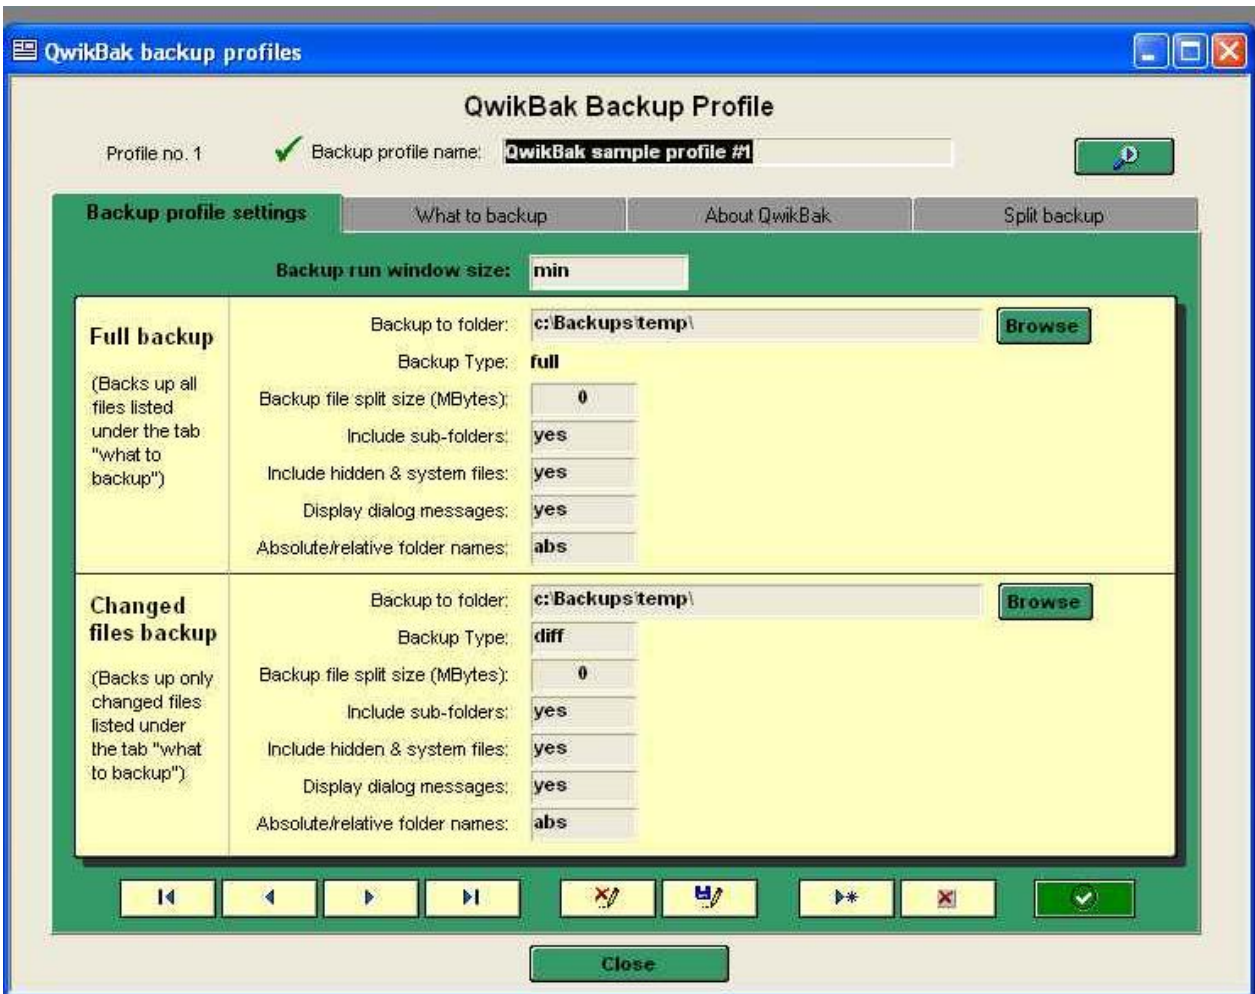 QwikBak backup profiles
QwikBak Backup Profile
Profile no. 1 Backup profile name: QwikBak sample profile #1
Backup profile settings What to backup About QwikBak Split backup
Backup run window size: min
Full backup
(Backs up all
files listed
under the tab
"what to
backup")
Backup to folder: c:\Backups\temp\ Browse
Backup Type: full
Backup file split size (MBytes): 0
Include sub-folders: yes
Include hidden & system files: yes
Display dialog messages: yes
Absolute/relative folder names: abs
Changed
files backup
(Backs up only
changed files
listed under
the tab "what
to backup")
Backup to folder: c:\Backups\temp\ Browse
Backup Type: diff
Backup file split size (MBytes): 0
Include sub-folders: yes
Include hidden & system files: yes
Display dialog messages: yes
Absolute/relative folder names: abs
Close